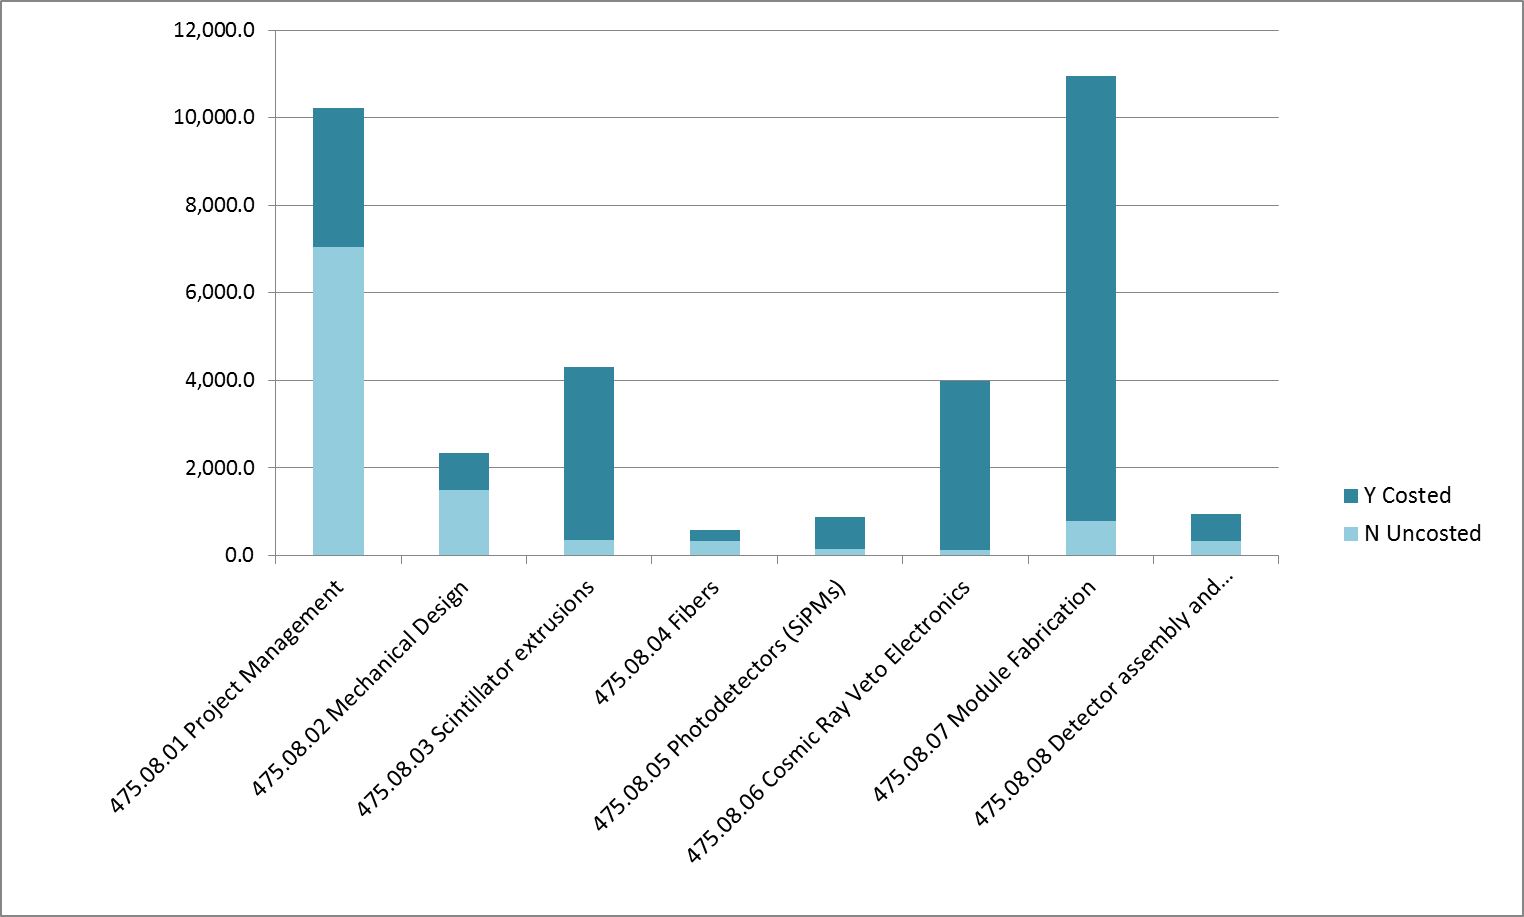 12,000.0
10,000.0
8,000.0
6,000.0
4,000.0
2,000.0
0.0
475.08.01 Project Management
475.08.02 Mechanical Design
475.08.03 Scintillator extrusions
475.08.04 Fibers
475.08.05 Photodetectors (SiPMs)
475.08.06 Cosmic Ray Veto Electronics
475.08.07 Module Fabrication
475.08.08 Detector assembly and...
Y Costed
N Uncosted